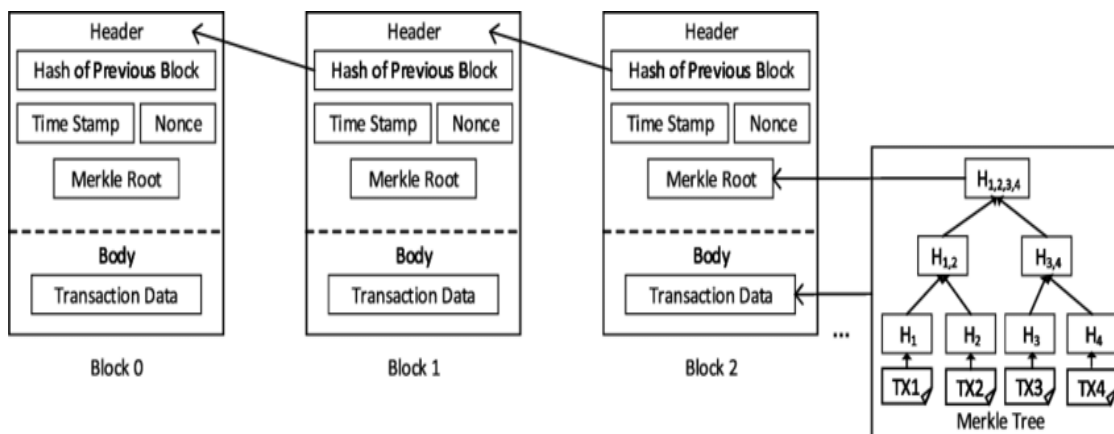 Header
Hash of Previous Block
Time Stamp
Nonce
Merkle Root
Body
Transaction Data
Block 0
Header
Hash of Previous Block
Time Stamp
Nonce
Merkle Root
Body
Transaction Data
Block 1
Header
Hash of Previous Block
Time Stamp
Nonce
Merkle Root
Body
Transaction Data
Block 2
...
H1,2,3,4
H1,2
H3,4
H1
H2
H3
H4
TX1
TX2
TX3
TX4
Merkle Tree